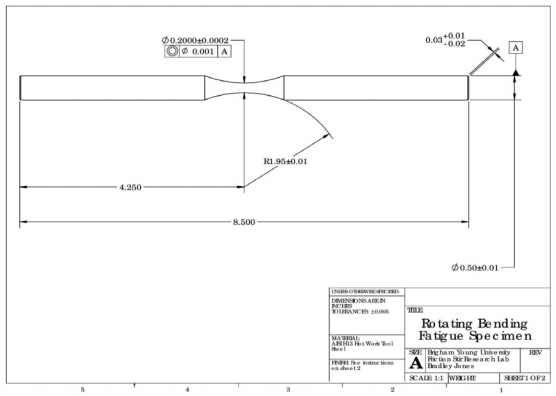 ⌀0.2000±0.0002
◎ ⌀ 0.001 A
0.03 +0.01 -0.02
A
R1.95±0.01
4.250
8.500
⌀0.50±0.01
UNLESS OTHERWISE SPECIFIED:
DIMENSIONS ARE IN
INCHES
TOLERANCES: ±0.005
MATERIAL:
AISI H13 Hot Work Tool
Steel
FINISH: See instructions
on sheet 2
TITLE:
Rotating Bending
Fatigue Specimen
SIZE
A
Brigham Young University
Friction Stir Research Lab
Bradley Jones
REV
SCALE: 1:1 WEIGHT: SHEET 1 OF 2
5 4 3 2 1